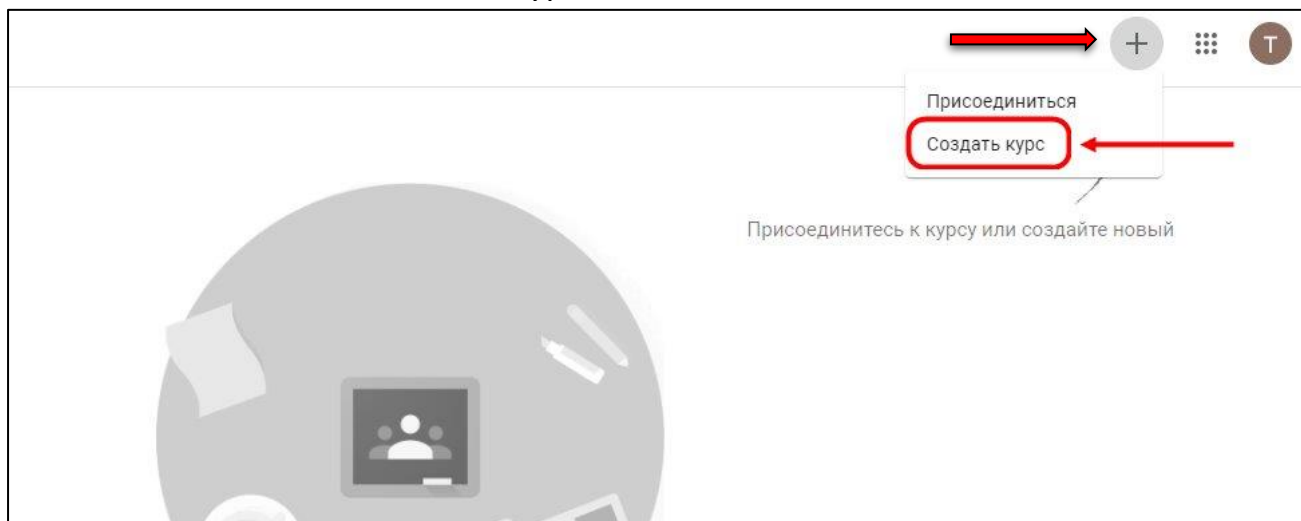 Т
Присоединиться
Создать курс
Присоединитесь к курсу или создайте новый